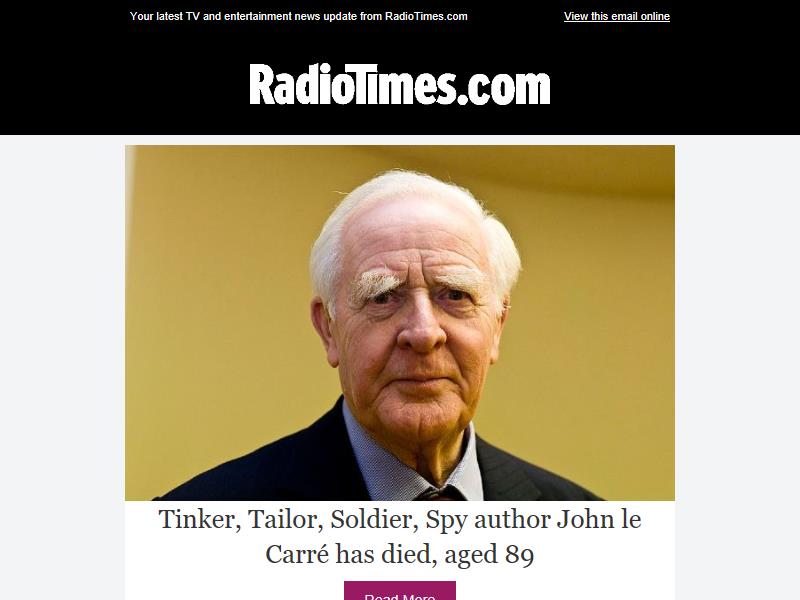 Your latest TV and entertainment news update from RadioTimes.com
View this email online
RadioTimes.com
Tinker, Tailor, Soldier, Spy author John le
Carré has died, aged 89
Read More